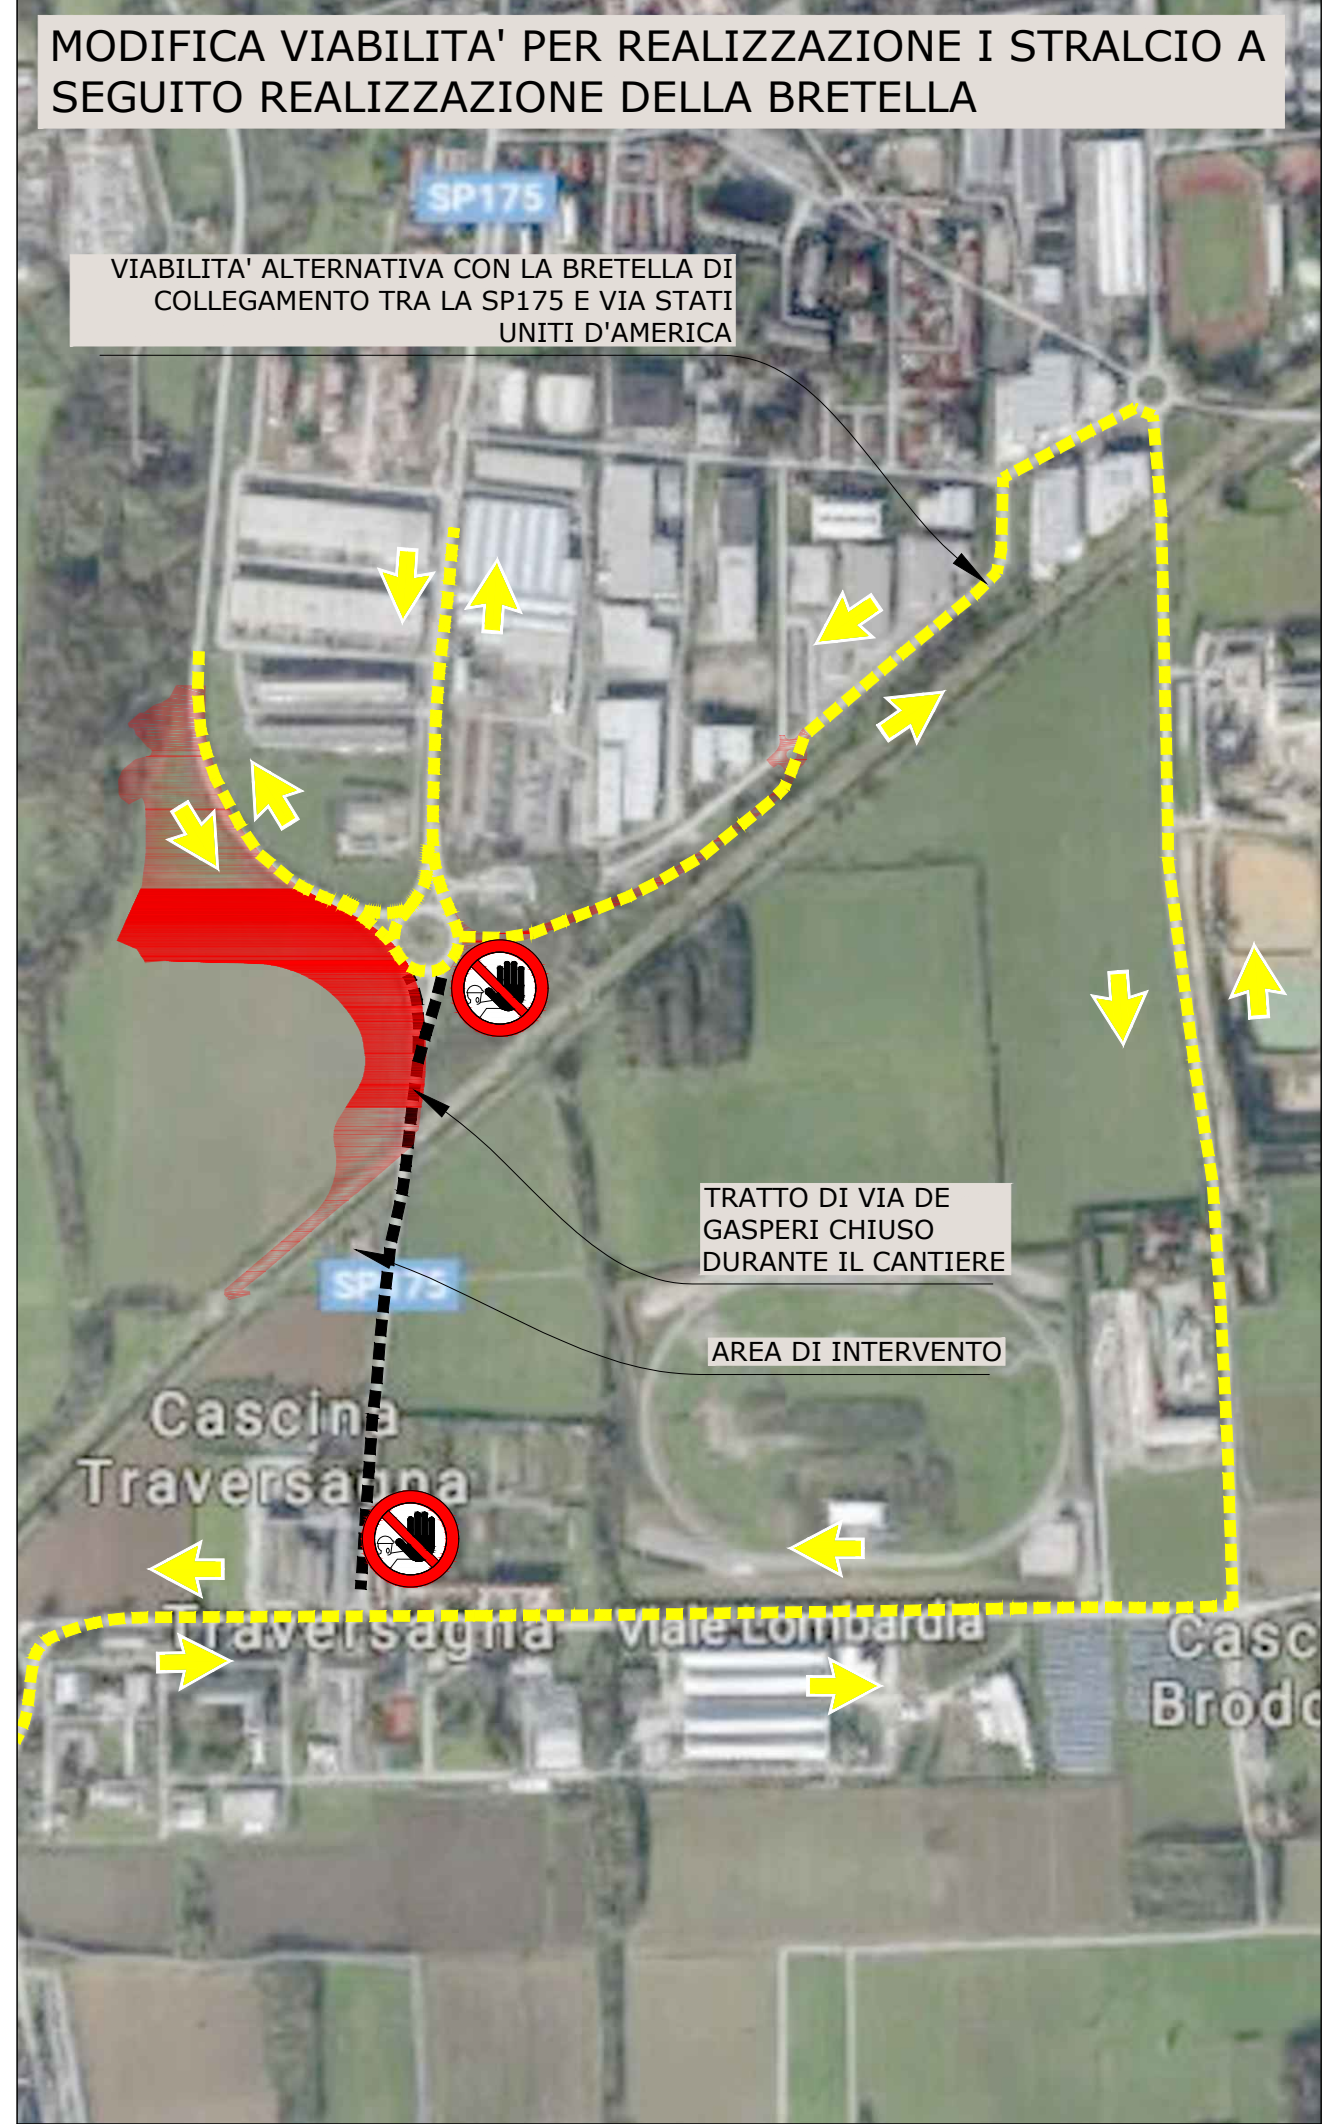 MODIFICA VIABILITA' PER REALIZZAZIONE I STRALCIO A
SEGUITO REALIZZAZIONE DELLA BRETELLA
SP175
VIABILITA' ALTERNATIVA CON LA BRETELLA DI
COLLEGAMENTO TRA LA SP175 E VIA STATI
UNITI D'AMERICA
TRATTO DI VIA DE
GASPERI CHIUSO
DURANTE IL CANTIERE
SP175
AREA DI INTERVENTO
Cascina
Traversagna
Traversagna
Viale Lombardia
Casc
Brodo